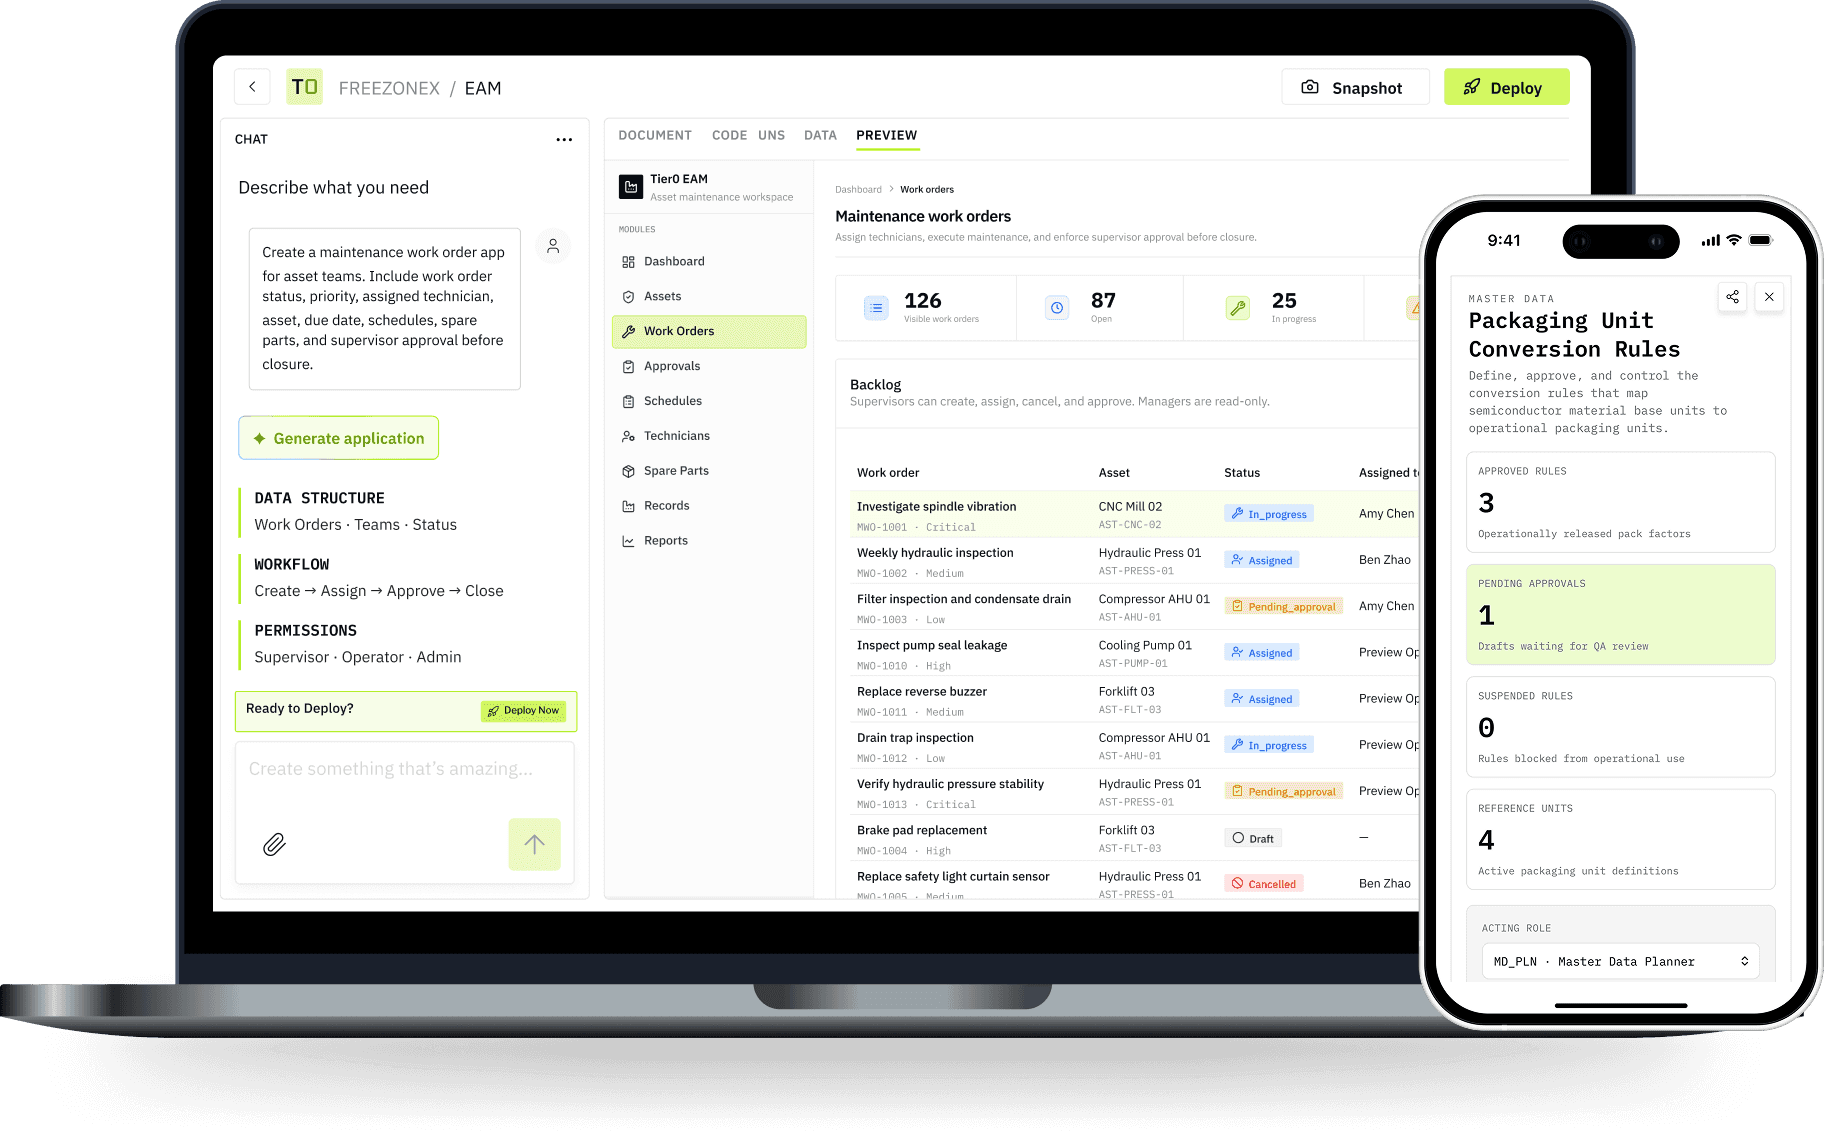 T0 FREEZONEX / EAM
Snapshot
Deploy
CHAT
Describe what you need
Create a maintenance work order app
for asset teams. Include work order
status, priority, assigned technician,
asset, due date, schedules, spare
parts, and supervisor approval before
closure.
Generate application
DATA STRUCTURE
Work Orders · Teams · Status
WORKFLOW
Create → Assign → Approve → Close
PERMISSIONS
Supervisor · Operator · Admin
Ready to Deploy?
Deploy Now
Create something that's amazing...
DOCUMENT CODE UNS DATA PREVIEW
Tier0 EAM
Asset maintenance workspace
MODULES
Dashboard
Assets
Work Orders
Approvals
Schedules
Technicians
Spare Parts
Records
Reports
Dashboard > Work orders
Maintenance work orders
Assign technicians, execute maintenance, and enforce supervisor approval before closure.
126
Visible work orders
87
Open
25
In progress
Backlog
Supervisors can create, assign, cancel, and approve. Managers are read-only.
Work order Asset Status Assigned to
Investigate spindle vibration CNC Mill 02 In_progress Amy Chen
MWO-1001 · Critical AST-CNC-02
Weekly hydraulic inspection Hydraulic Press 01 Assigned Ben Zhao
MWO-1002 · Medium AST-PRESS-01
Filter inspection and condensate drain Compressor AHU 01 Pending_approval Amy Chen
MWO-1003 · Low AST-AHU-01
Inspect pump seal leakage Cooling Pump 01 Assigned Preview Op
MWO-1010 · High AST-PUMP-01
Replace reverse buzzer Forklift 03 Assigned Preview Op
MWO-1011 · Medium AST-FLT-03
Drain trap inspection Compressor AHU 01 In_progress Preview Op
MWO-1012 · Low AST-AHU-01
Verify hydraulic pressure stability Hydraulic Press 01 Pending_approval Preview Op
MWO-1013 · Critical AST-PRESS-01
Brake pad replacement Forklift 03 Draft —
MWO-1004 · High AST-FLT-03
Replace safety light curtain sensor Hydraulic Press 01 Cancelled Ben Zhao
MWO-1005 · Medium AST-PRESS-01
9:41
MASTER DATA
Packaging Unit
Conversion Rules
Define, approve, and control the
conversion rules that map
semiconductor material base units to
operational packaging units.
APPROVED RULES
3
Operationally released pack factors
PENDING APPROVALS
1
Drafts waiting for QA review
SUSPENDED RULES
0
Rules blocked from operational use
REFERENCE UNITS
4
Active packaging unit definitions
ACTING ROLE
MD_PLN · Master Data Planner